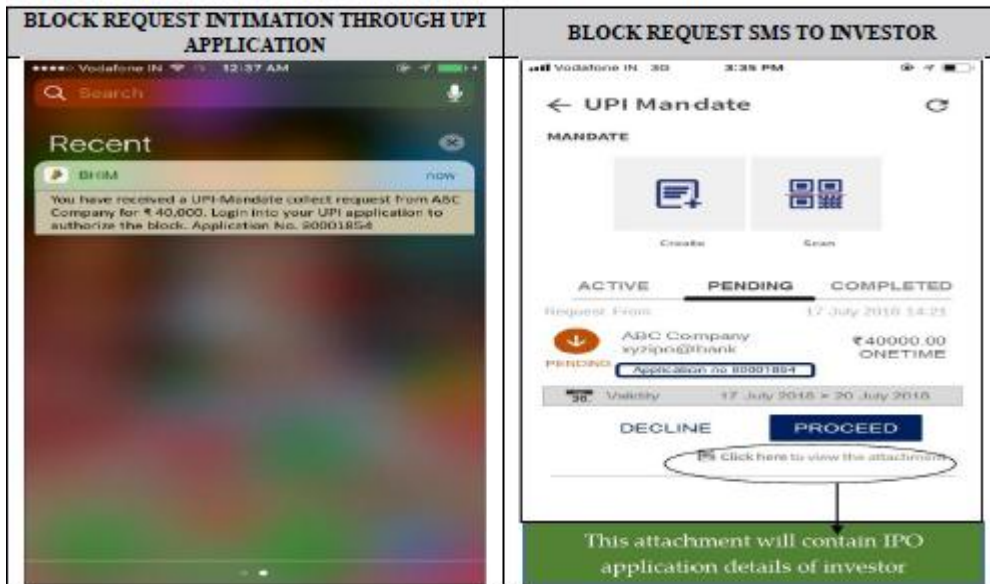 BLOCK REQUEST INTIMATION THROUGH UPI
APPLICATION
BLOCK REQUEST SMS TO INVESTOR
Vodafone IN 12:37 AM
Search
Recent
BHIM now
You have received a UPI-Mandate collect request from ABC
Company for ₹ 40,000. Login into your UPI application to
authorize the block. Application No. 80001854
Vodafone IN 3G 3:35 PM
UPI Mandate
MANDATE
Create Scan
ACTIVE PENDING COMPLETED
Request From 17 July 2018 14:21
ABC Company ₹40000.00
xyzipo@bank ONETIME
PENDING
Application no 80001854
Validity 17 July 2018 - 20 July 2018
DECLINE PROCEED
Click here to view the attachment
This attachment will contain IPO
application details of investor